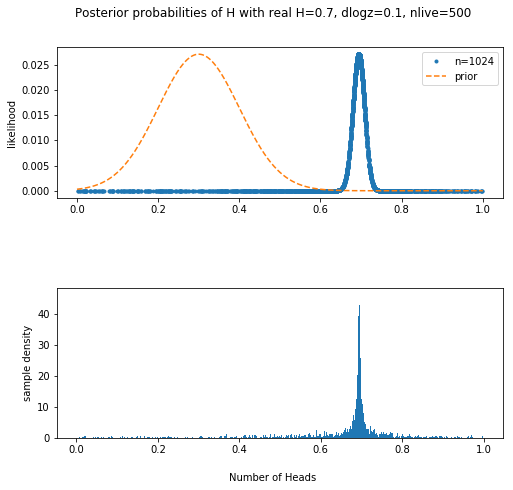 Posterior probabilities of H with real H=0.7, dlogz=0.1, nlive=500
likelihood
0.025
0.020
0.015
0.010
0.005
0.000
n=1024
prior
0.0 0.2 0.4 0.6 0.8 1.0
sample density
40
30
20
10
0
0.0 0.2 0.4 0.6 0.8 1.0
Number of Heads